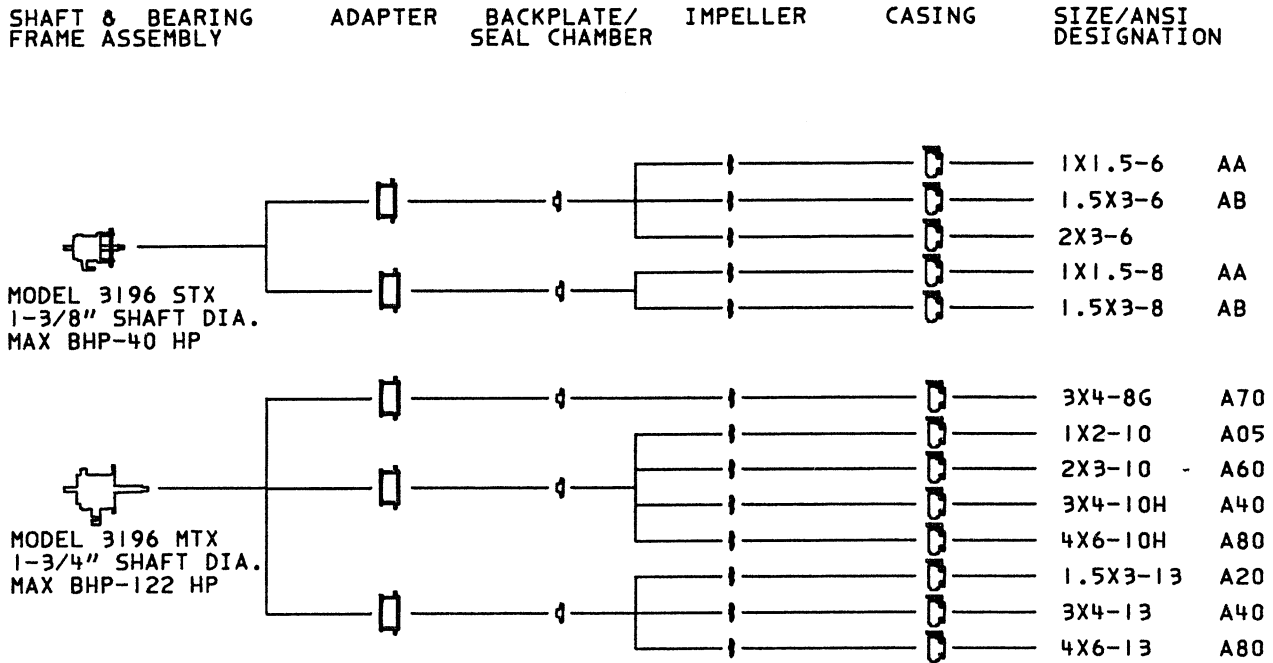 SHAFT & BEARING FRAME ASSEMBLY
ADAPTER
BACKPLATE/ SEAL CHAMBER
IMPELLER
CASING
SIZE/ANSI DESIGNATION
1X1.5-6 AA
1.5X3-6 AB
2X3-6
1X1.5-8 AA
1.5X3-8 AB
MODEL 3196 STX
1-3/8" SHAFT DIA.
MAX BHP-40 HP
3X4-8G A70
1X2-10 A05
2X3-10 - A60
3X4-10H A40
4X6-10H A80
1.5X3-13 A20
3X4-13 A40
4X6-13 A80
MODEL 3196 MTX
1-3/4" SHAFT DIA.
MAX BHP-122 HP